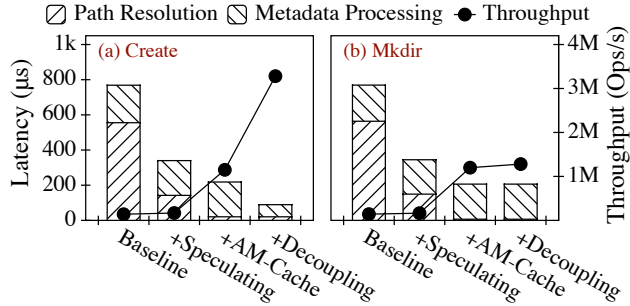 Path Resolution Metadata Processing Throughput
(a) Create
(b) Mkdir
Latency (μs)
1k
800
600
400
200
0
4M
3M
2M
1M
Throughput (Ops/s)
Baseline
+Speculating
+AM-Cache
+Decoupling
Baseline
+Speculating
+AM-Cache
+Decoupling